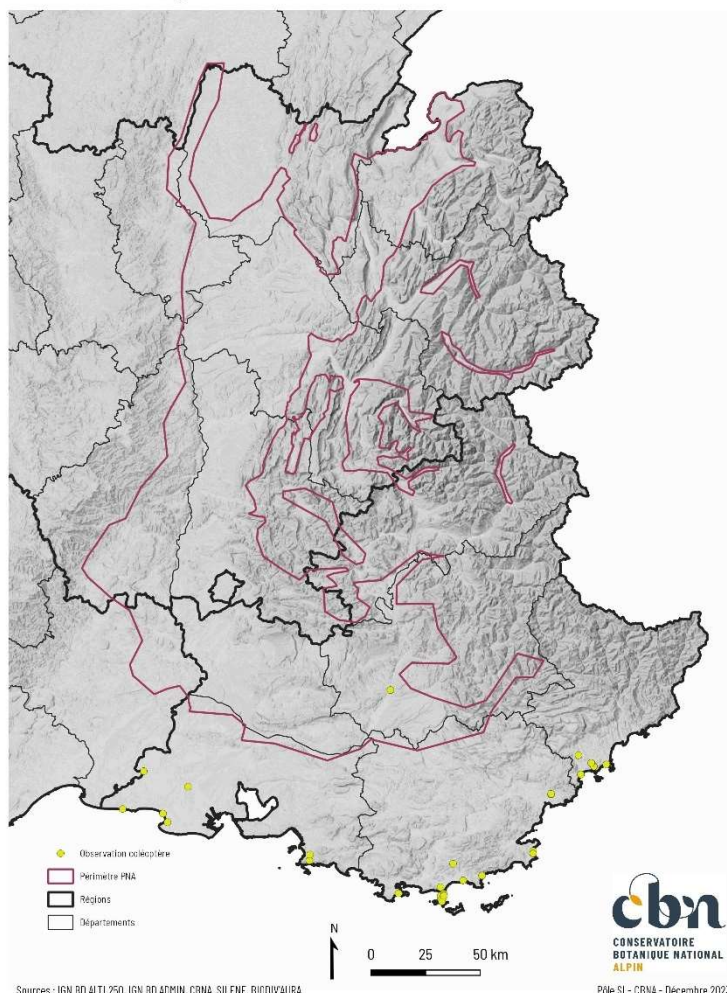 Observation coléoptère
Périmètre PNA
Régions
Départements
N
0 25 50 km
cbn
CONSERVATOIRE
BOTANIQUE NATIONAL
ALPIN
Sources : IGN BD ALTI 250, IGN BD ADMIN, CBNA, SILENE, BIODIV'AURA
Pôle SI - CBNA - Décembre